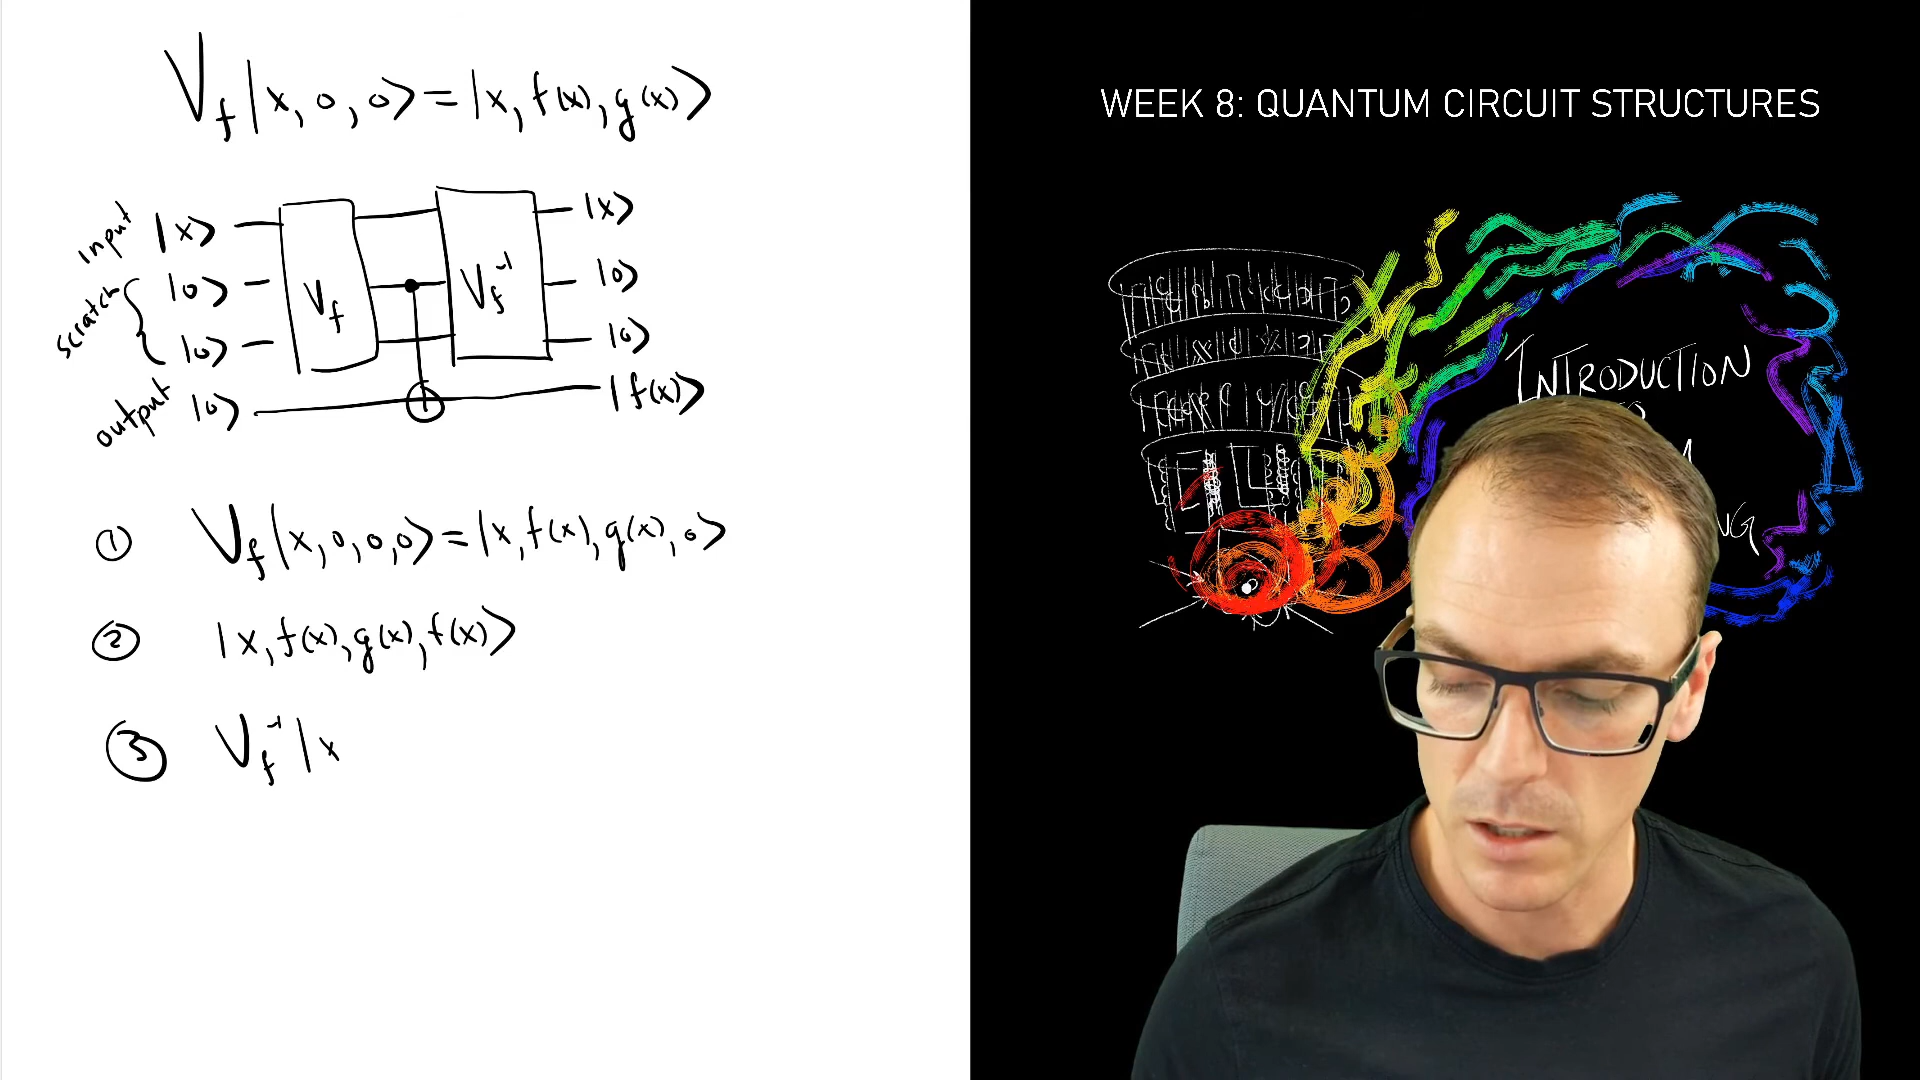 V_f |x, 0, 0⟩ = |x, f(x), g(x)⟩
input |x⟩ |x⟩
scratch |0⟩ V_f V_f^-1 |0⟩
|0⟩ |0⟩
output |0⟩ |f(x)⟩
① V_f |x, 0, 0, 0⟩ = |x, f(x), g(x), 0⟩
② |x, f(x), g(x), f(x)⟩
③ V_f^-1 | x
WEEK 8: QUANTUM CIRCUIT STRUCTURES
INTRODUCTION